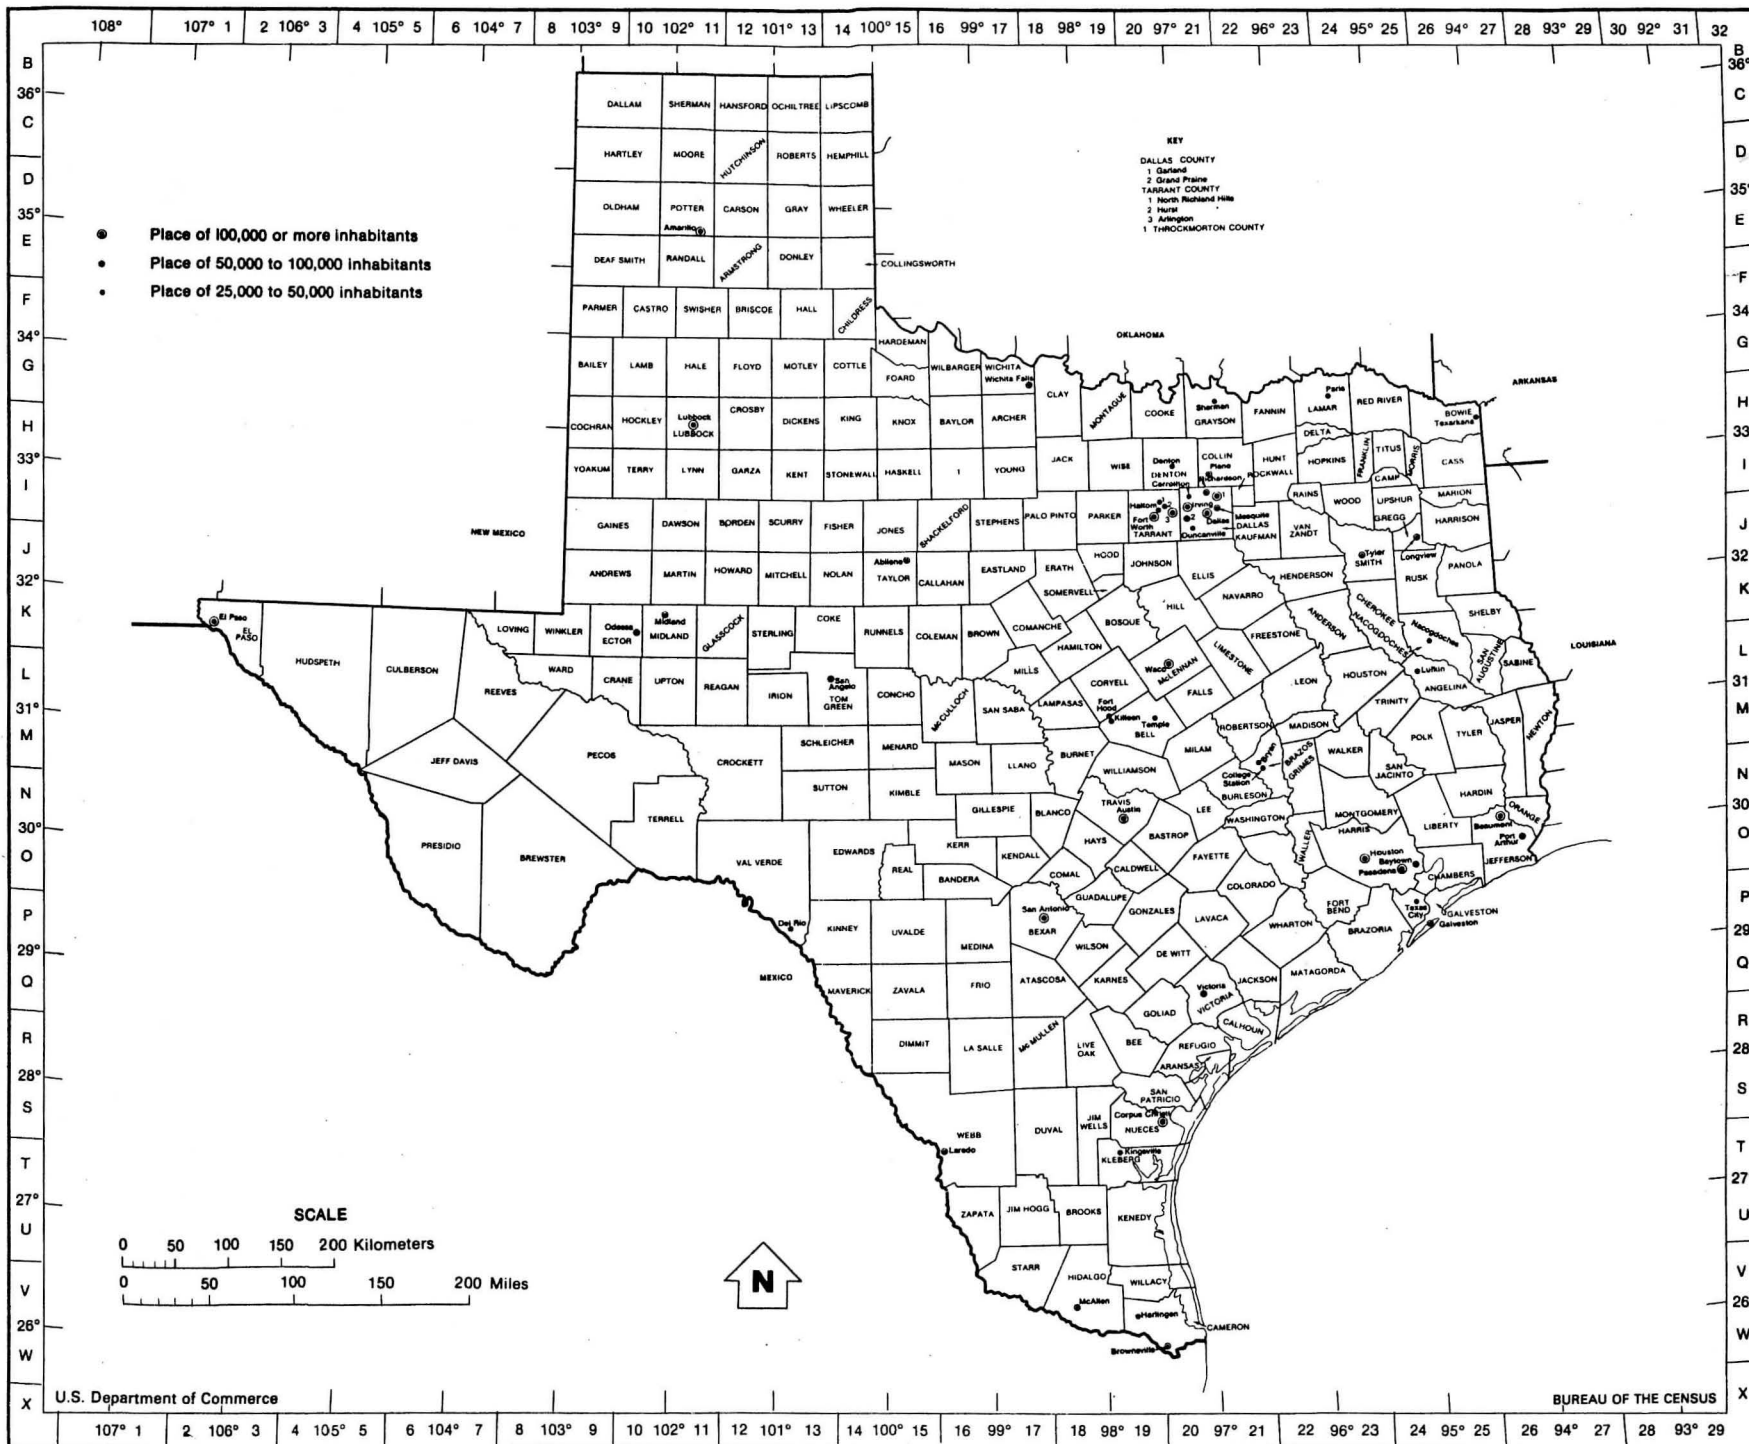 108° 107° 1 2 106° 3 4 105° 5 6 104° 7 8 103° 9 10 102° 11 12 101° 13 14 100° 15 16 99° 17 18 98° 19 20 97° 21 22 96° 23 24 95° 25 26 94° 27 28 93° 29 30 92° 31 32
B
36°
C
D
35°
E
F
34°
G
H
33°
I
J
32°
K
L
31°
M
N
30°
O
P
29°
Q
R
28°
S
T
27°
U
V
26°
W
X
B
36°
C
D
35°
E
F
34°
G
H
33°
I
J
32°
K
L
31°
M
N
30°
O
P
29°
Q
R
28°
S
T
27°
U
V
26°
W
X
Place of 100,000 or more inhabitants
Place of 50,000 to 100,000 inhabitants
Place of 25,000 to 50,000 inhabitants
KEY
DALLAS COUNTY
1 Garland
2 Grand Prairie
TARRANT COUNTY
1 North Richland Hills
2 Hurst
3 Arlington
1 THROCKMORTON COUNTY
DALLAM SHERMAN HANSFORD OCHILTREE LIPSCOMB
HARTLEY MOORE HUTCHINSON ROBERTS HEMPHILL
OLDHAM POTTER CARSON GRAY WHEELER
Amarillo
DEAF SMITH RANDALL ARMSTRONG DONLEY COLLINGSWORTH
PARMER CASTRO SWISHER BRISCOE HALL CHILDRESS
OKLAHOMA
HARDEMAN
BAILEY LAMB HALE FLOYD MOTLEY COTTLE FOARD WILBARGER WICHITA
Wichita Falls
ARKANSAS
CLAY MONTAGUE COOKE Sherman GRAYSON FANNIN Paris LAMAR RED RIVER BOWIE Texarkana
COCHRAN HOCKLEY Lubbock LUBBOCK CROSBY DICKENS KING KNOX BAYLOR ARCHER
DELTA
YOAKUM TERRY LYNN GARZA KENT STONEWALL HASKELL 1 YOUNG JACK WISE
Denton DENTON Carrollton COLLIN Plano Richardson HUNT ROCKWALL HOPKINS FRANKLIN TITUS CAMP MORRIS CASS
RAINS WOOD UPSHUR MARION
GREGG HARRISON
NEW MEXICO
GAINES DAWSON BORDEN SCURRY FISHER JONES SHACKELFORD STEPHENS PALO PINTO PARKER
Haltom 1 2 3 Fort Worth TARRANT
Irving 1 2 Dallas Duncanville
Mesquite DALLAS KAUFMAN VAN ZANDT
Tyler SMITH Longview RUSK PANOLA
ANDREWS MARTIN HOWARD MITCHELL NOLAN Abilene TAYLOR CALLAHAN EASTLAND ERATH HOOD JOHNSON ELLIS HENDERSON
SOMERVELL HILL NAVARRO CHEROKEE SHELBY
El Paso EL PASO
HUDSPETH CULBERSON REEVES LOVING WINKLER Odessa ECTOR Midland MIDLAND GLASSCOCK STERLING COKE RUNNELS COLEMAN BROWN COMANCHE BOSQUE
ANDERSON NACOGDOCHES Nacogdoches SAN AUGUSTINE SABINE
LOUISIANA
HAMILTON FREESTONE LIMESTONE
WARD CRANE UPTON REAGAN IRION San Angelo TOM GREEN CONCHO McCULLOCH MILLS
CORYELL Waco McLENNAN FALLS LEON HOUSTON Lufkin ANGELINA TRINITY
SAN SABA LAMPASAS Fort Hood Killeen Temple BELL ROBERTSON MADISON POLK TYLER JASPER NEWTON
JEFF DAVIS PECOS CROCKETT SCHLEICHER MENARD MASON LLANO BURNET WILLIAMSON MILAM
Bryan College Station BRAZOS GRIMES WALKER SAN JACINTO
BURLESON HARDIN
SUTTON KIMBLE GILLESPIE BLANCO TRAVIS Austin LEE WASHINGTON MONTGOMERY LIBERTY ORANGE
Beaumont Port Arthur JEFFERSON
TERRELL PRESIDIO BREWSTER VAL VERDE EDWARDS KERR REAL KENDALL HAYS BASTROP FAYETTE WALLER HARRIS
Houston Baytown Pasadena CHAMBERS
BANDERA COMAL CALDWELL COLORADO FORT BEND Texas City GALVESTON Galveston
GUADALUPE GONZALES LAVACA WHARTON BRAZORIA
Del Rio KINNEY UVALDE MEDINA San Antonio BEXAR WILSON DE WITT JACKSON MATAGORDA
MEXICO
MAVERICK ZAVALA FRIO ATASCOSA KARNES Victoria VICTORIA
GOLIAD CALHOUN
DIMMIT LA SALLE McMULLEN LIVE OAK BEE REFUGIO
ARANSAS
SAN PATRICIO
WEBB DUVAL JIM WELLS Corpus Christi NUECES
Laredo Kingsville KLEBERG
ZAPATA JIM HOGG BROOKS KENEDY
STARR HIDALGO WILLACY
McAllen Harlingen CAMERON
Brownsville
SCALE
0 50 100 150 200 Kilometers
0 50 100 150 200 Miles
N
U.S. Department of Commerce
BUREAU OF THE CENSUS
107° 1 2 106° 3 4 105° 5 6 104° 7 8 103° 9 10 102° 11 12 101° 13 14 100° 15 16 99° 17 18 98° 19 20 97° 21 22 96° 23 24 95° 25 26 94° 27 28 93° 29